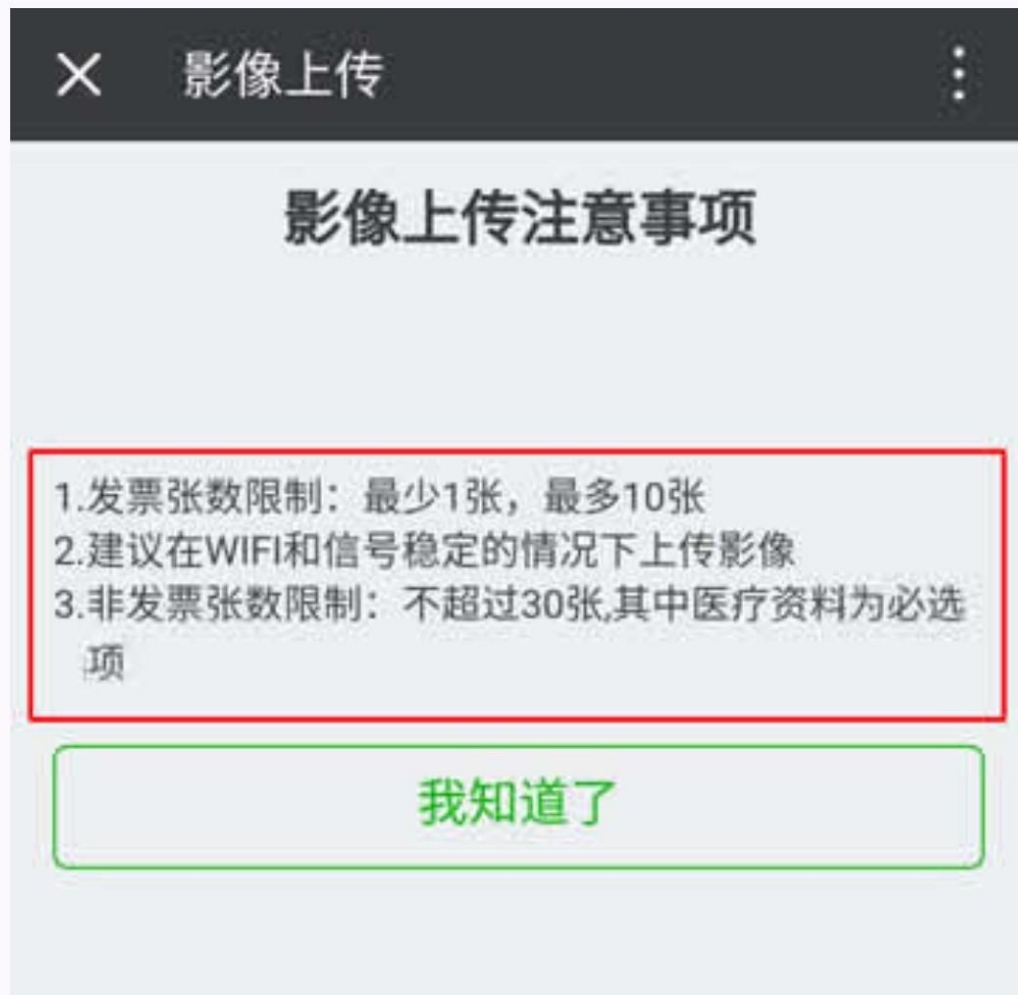 影像上传
影像上传注意事项
1.发票张数限制：最少1张，最多10张
2.建议在WIFI和信号稳定的情况下上传影像
3.非发票张数限制：不超过30张,其中医疗资料为必选
项
我知道了